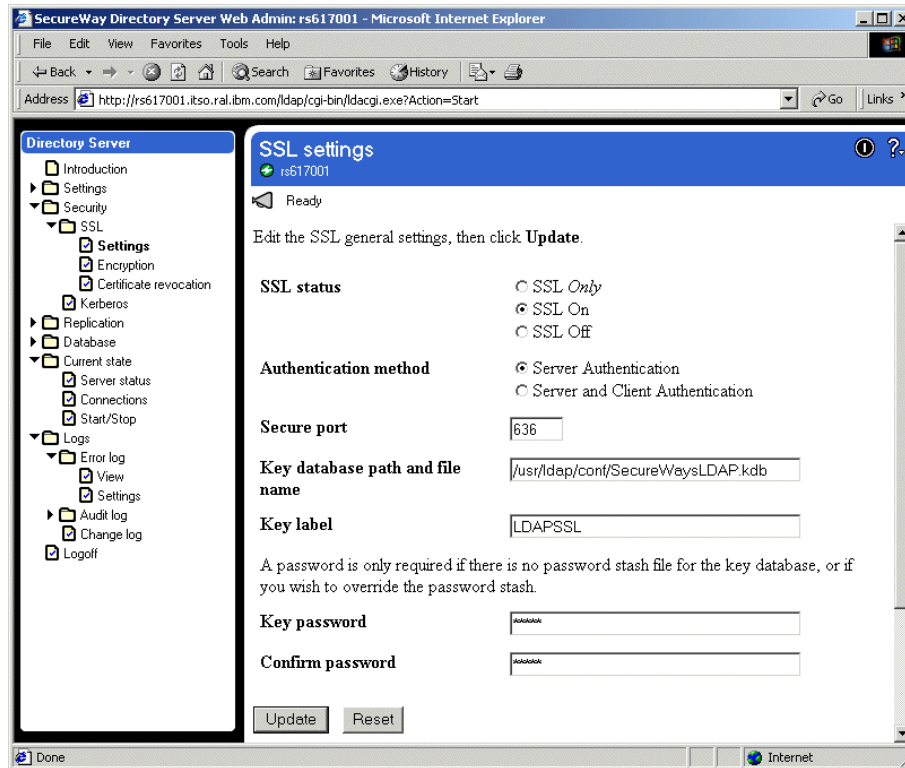 SecureWay Directory Server Web Admin: rs617001 - Microsoft Internet Explorer
File Edit View Favorites Tools Help
Back Search Favorites History
Address http://rs617001.itso.ral.ibm.com/ldap/cgi-bin/ldacgi.exe?Action=Start Go Links »
Directory Server
Introduction
Settings
Security
SSL
Settings
Encryption
Certificate revocation
Kerberos
Replication
Database
Current state
Server status
Connections
Start/Stop
Logs
Error log
View
Settings
Audit log
Change log
Logoff
SSL settings
rs617001
?
Ready
Edit the SSL general settings, then click Update.
SSL status
SSL Only
SSL On
SSL Off
Authentication method
Server Authentication
Server and Client Authentication
Secure port
636
Key database path and file
name
/usr/ldap/conf/SecureWaysLDAP.kdb
Key label
LDAPSSL
A password is only required if there is no password stash file for the key database, or if
you wish to override the password stash.
Key password
******
Confirm password
******
Update Reset
Done Internet